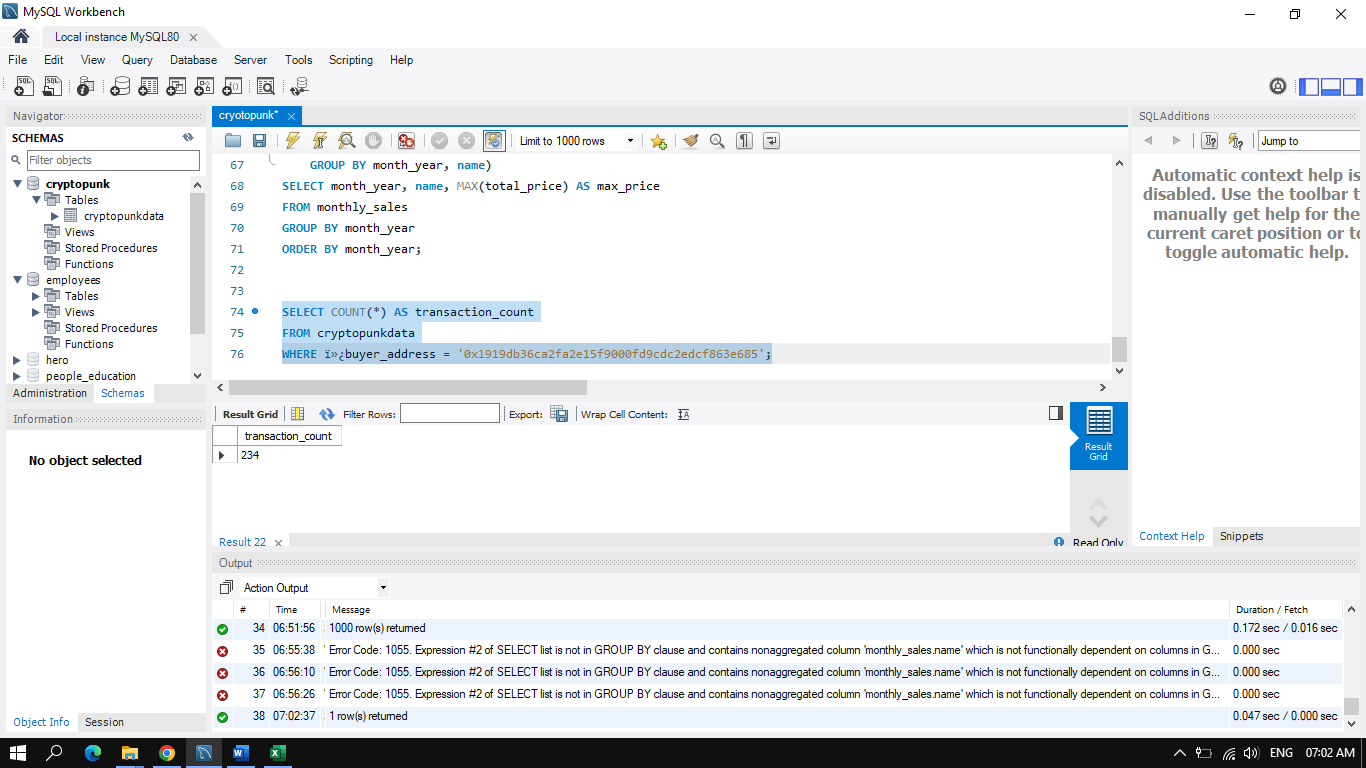 MySQL Workbench
Local instance MySQL80
File Edit View Query Database Server Tools Scripting Help
Navigator
SCHEMAS
Filter objects
cryptopunk
Tables
cryptopunkdata
Views
Stored Procedures
Functions
employees
Tables
Views
Stored Procedures
Functions
hero
people_education
Administration Schemas
Information
No object selected
Object Info Session
cryotopunk*
Limit to 1000 rows
67 GROUP BY month_year, name)
68 SELECT month_year, name, MAX(total_price) AS max_price
69 FROM monthly_sales
70 GROUP BY month_year
71 ORDER BY month_year;
72
73
74 SELECT COUNT(*) AS transaction_count
75 FROM cryptopunkdata
76 WHERE ï»¿buyer_address = '0x1919db36ca2fa2e15f9000fd9cdc2edcf863e685';
Result Grid Filter Rows: Export: Wrap Cell Content:
transaction_count
234
Result Grid
Result 22
Read Only
SQLAdditions
Jump to
Automatic context help is
disabled. Use the toolbar t
manually get help for the
current caret position or to
toggle automatic help.
Context Help Snippets
Output
Action Output
# Time Message Duration / Fetch
34 06:51:56 1000 row(s) returned 0.172 sec / 0.016 sec
35 06:55:38 Error Code: 1055. Expression #2 of SELECT list is not in GROUP BY clause and contains nonaggregated column 'monthly_sales.name' which is not functionally dependent on columns in G... 0.000 sec
36 06:56:10 Error Code: 1055. Expression #2 of SELECT list is not in GROUP BY clause and contains nonaggregated column 'monthly_sales.name' which is not functionally dependent on columns in G... 0.000 sec
37 06:56:26 Error Code: 1055. Expression #2 of SELECT list is not in GROUP BY clause and contains nonaggregated column 'monthly_sales.name' which is not functionally dependent on columns in G... 0.000 sec
38 07:02:37 1 row(s) returned 0.047 sec / 0.000 sec
ENG 07:02 AM